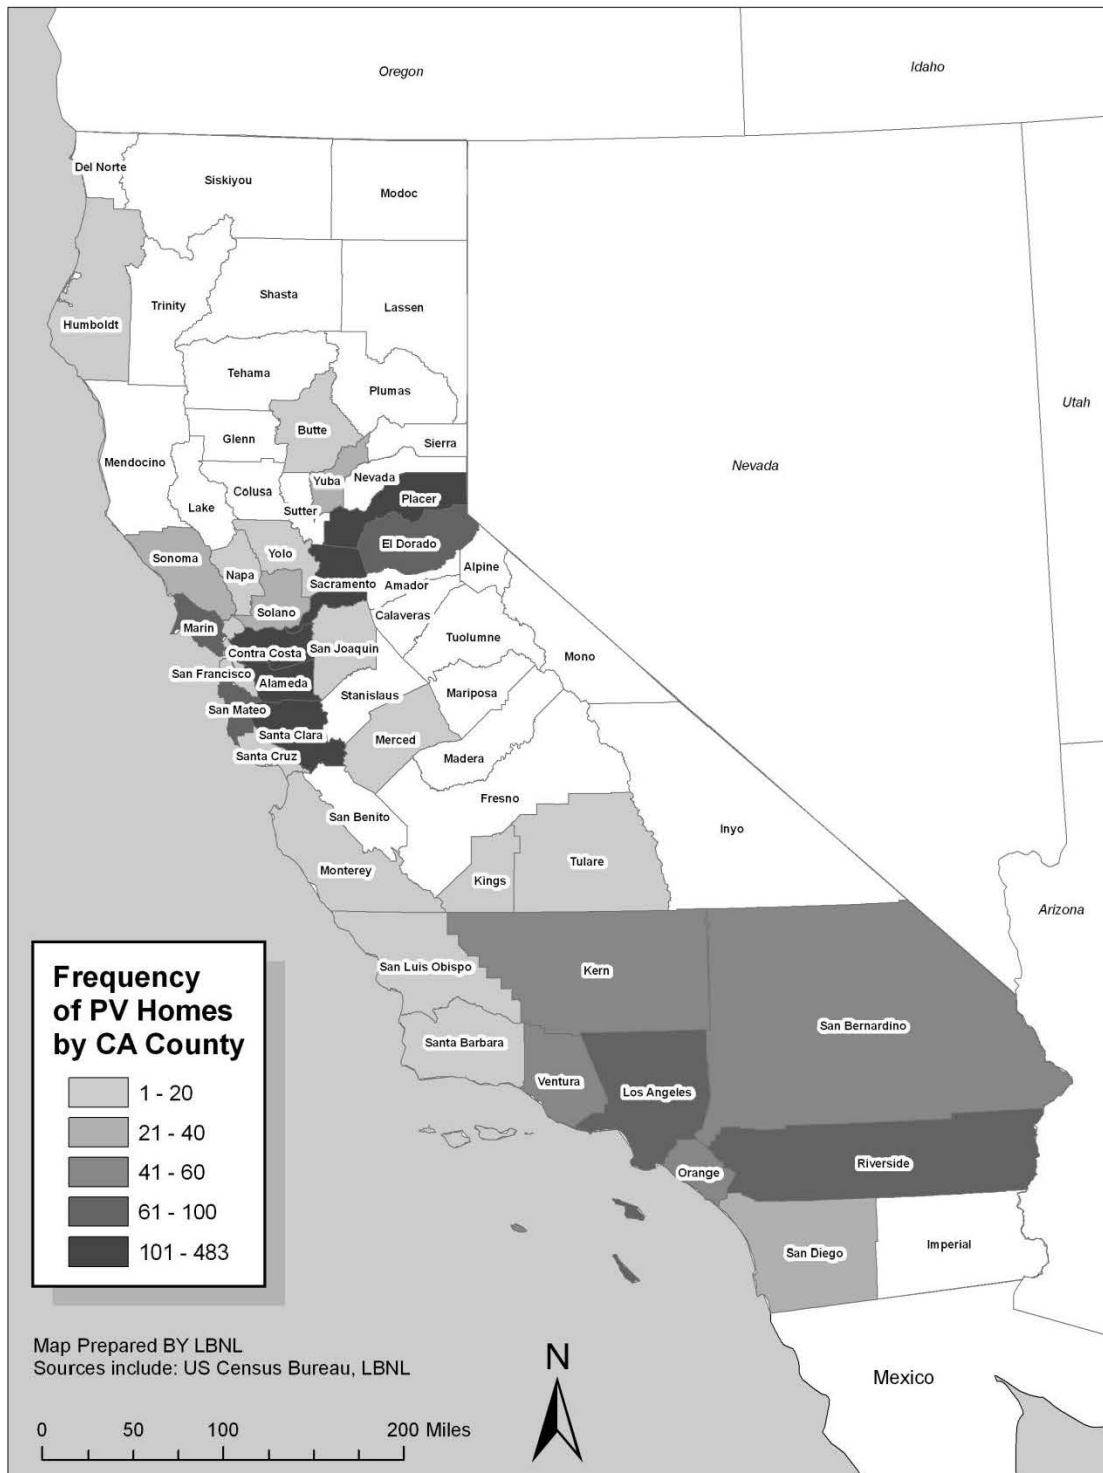 Oregon
Idaho
Del Norte
Siskiyou
Modoc
Humboldt
Trinity
Shasta
Lassen
Tehama
Plumas
Utah
Butte
Glenn
Sierra
Mendocino
Nevada
Colusa
Yuba
Nevada
Placer
Lake
Sutter
El Dorado
Sonoma
Yolo
Napa
Sacramento
Alpine
Amador
Solano
Calaveras
Marin
Tuolumne
Contra Costa
San Joaquin
Mono
San Francisco
Alameda
Stanislaus
Mariposa
San Mateo
Santa Clara
Merced
Santa Cruz
Madera
Fresno
San Benito
Inyo
Monterey
Kings
Tulare
Arizona
San Luis Obispo
Kern
San Bernardino
Santa Barbara
Ventura
Los Angeles
Orange
Riverside
San Diego
Imperial
Mexico
Frequency
of PV Homes
by CA County
1 - 20
21 - 40
41 - 60
61 - 100
101 - 483
Map Prepared BY LBNL
Sources include: US Census Bureau, LBNL
N
0 50 100 200 Miles